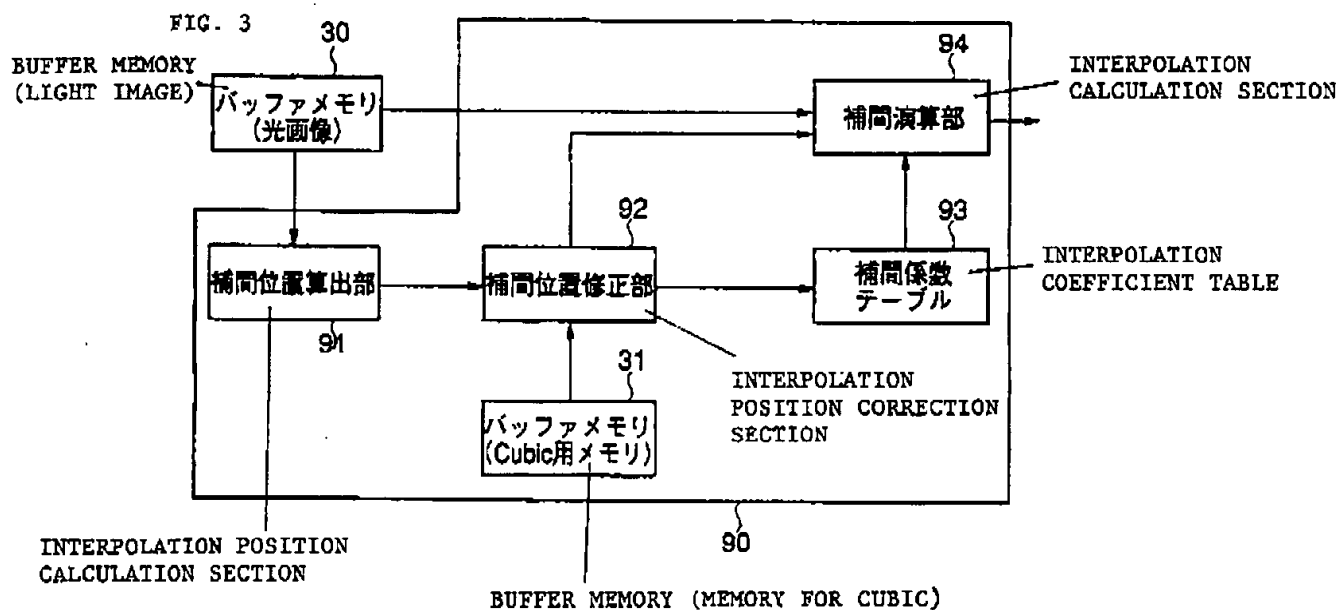 FIG. 3
30
BUFFER MEMORY
(LIGHT IMAGE)
バッファメモリ
(光画像)
94
補間演算部
INTERPOLATION
CALCULATION SECTION
92
93
補間位置算出部
91
補間位置修正部
補間係数
テーブル
INTERPOLATION
COEFFICIENT TABLE
31
バッファメモリ
(Cubic用メモリ)
INTERPOLATION
POSITION CORRECTION
SECTION
90
INTERPOLATION POSITION
CALCULATION SECTION
BUFFER MEMORY (MEMORY FOR CUBIC)